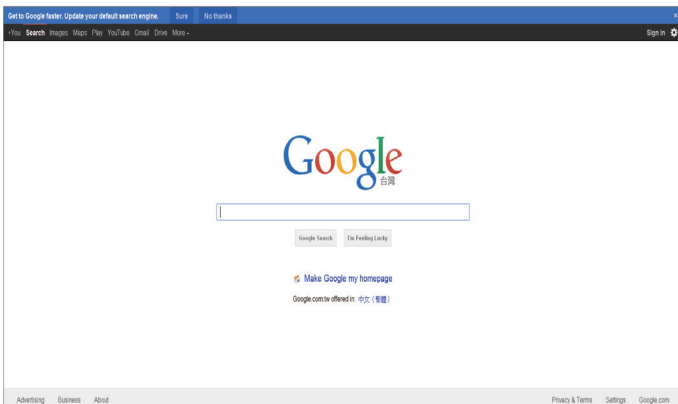 Get to Google faster. Update your default search engine. Sure No thanks x
+You Search Images Maps Play YouTube Gmail Drive More Sign in
Google
台灣
Google Search I'm Feeling Lucky
Make Google my homepage
Google.com.tw offered in: 中文 (繁體)
Advertising Business About Privacy & Terms Settings Google.com